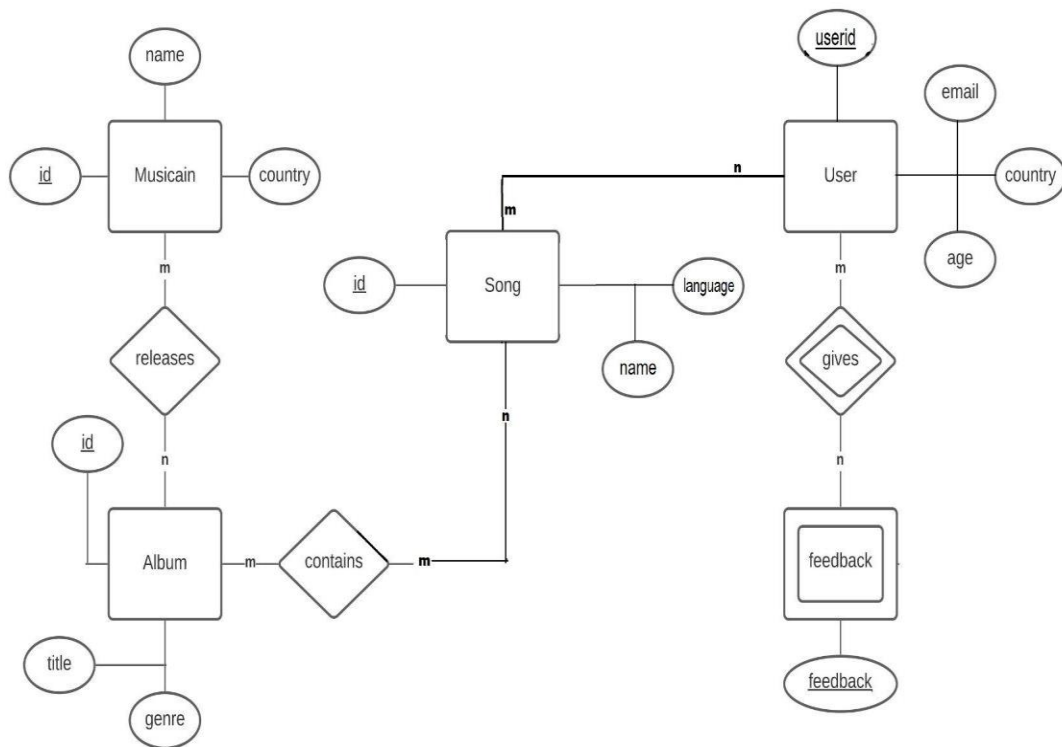 name
userid
email
id
Musicain
country
n
User
country
m
m
id
Song
language
age
m
releases
name
gives
n
id
n
n
Album
m
contains
m
feedback
title
genre
feedback